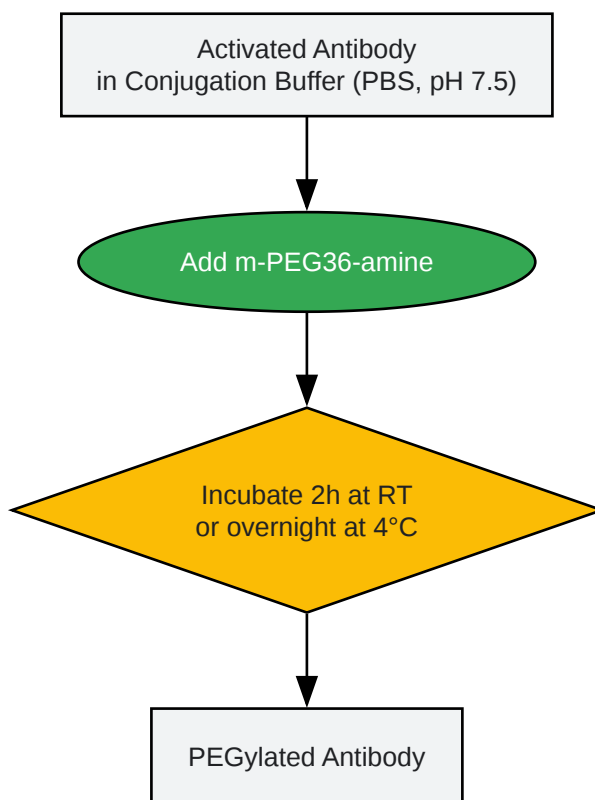 Activated Antibody
in Conjugation Buffer (PBS, pH 7.5)
Add m-PEG36-amine
Incubate 2h at RT
or overnight at 4°C
PEGylated Antibody